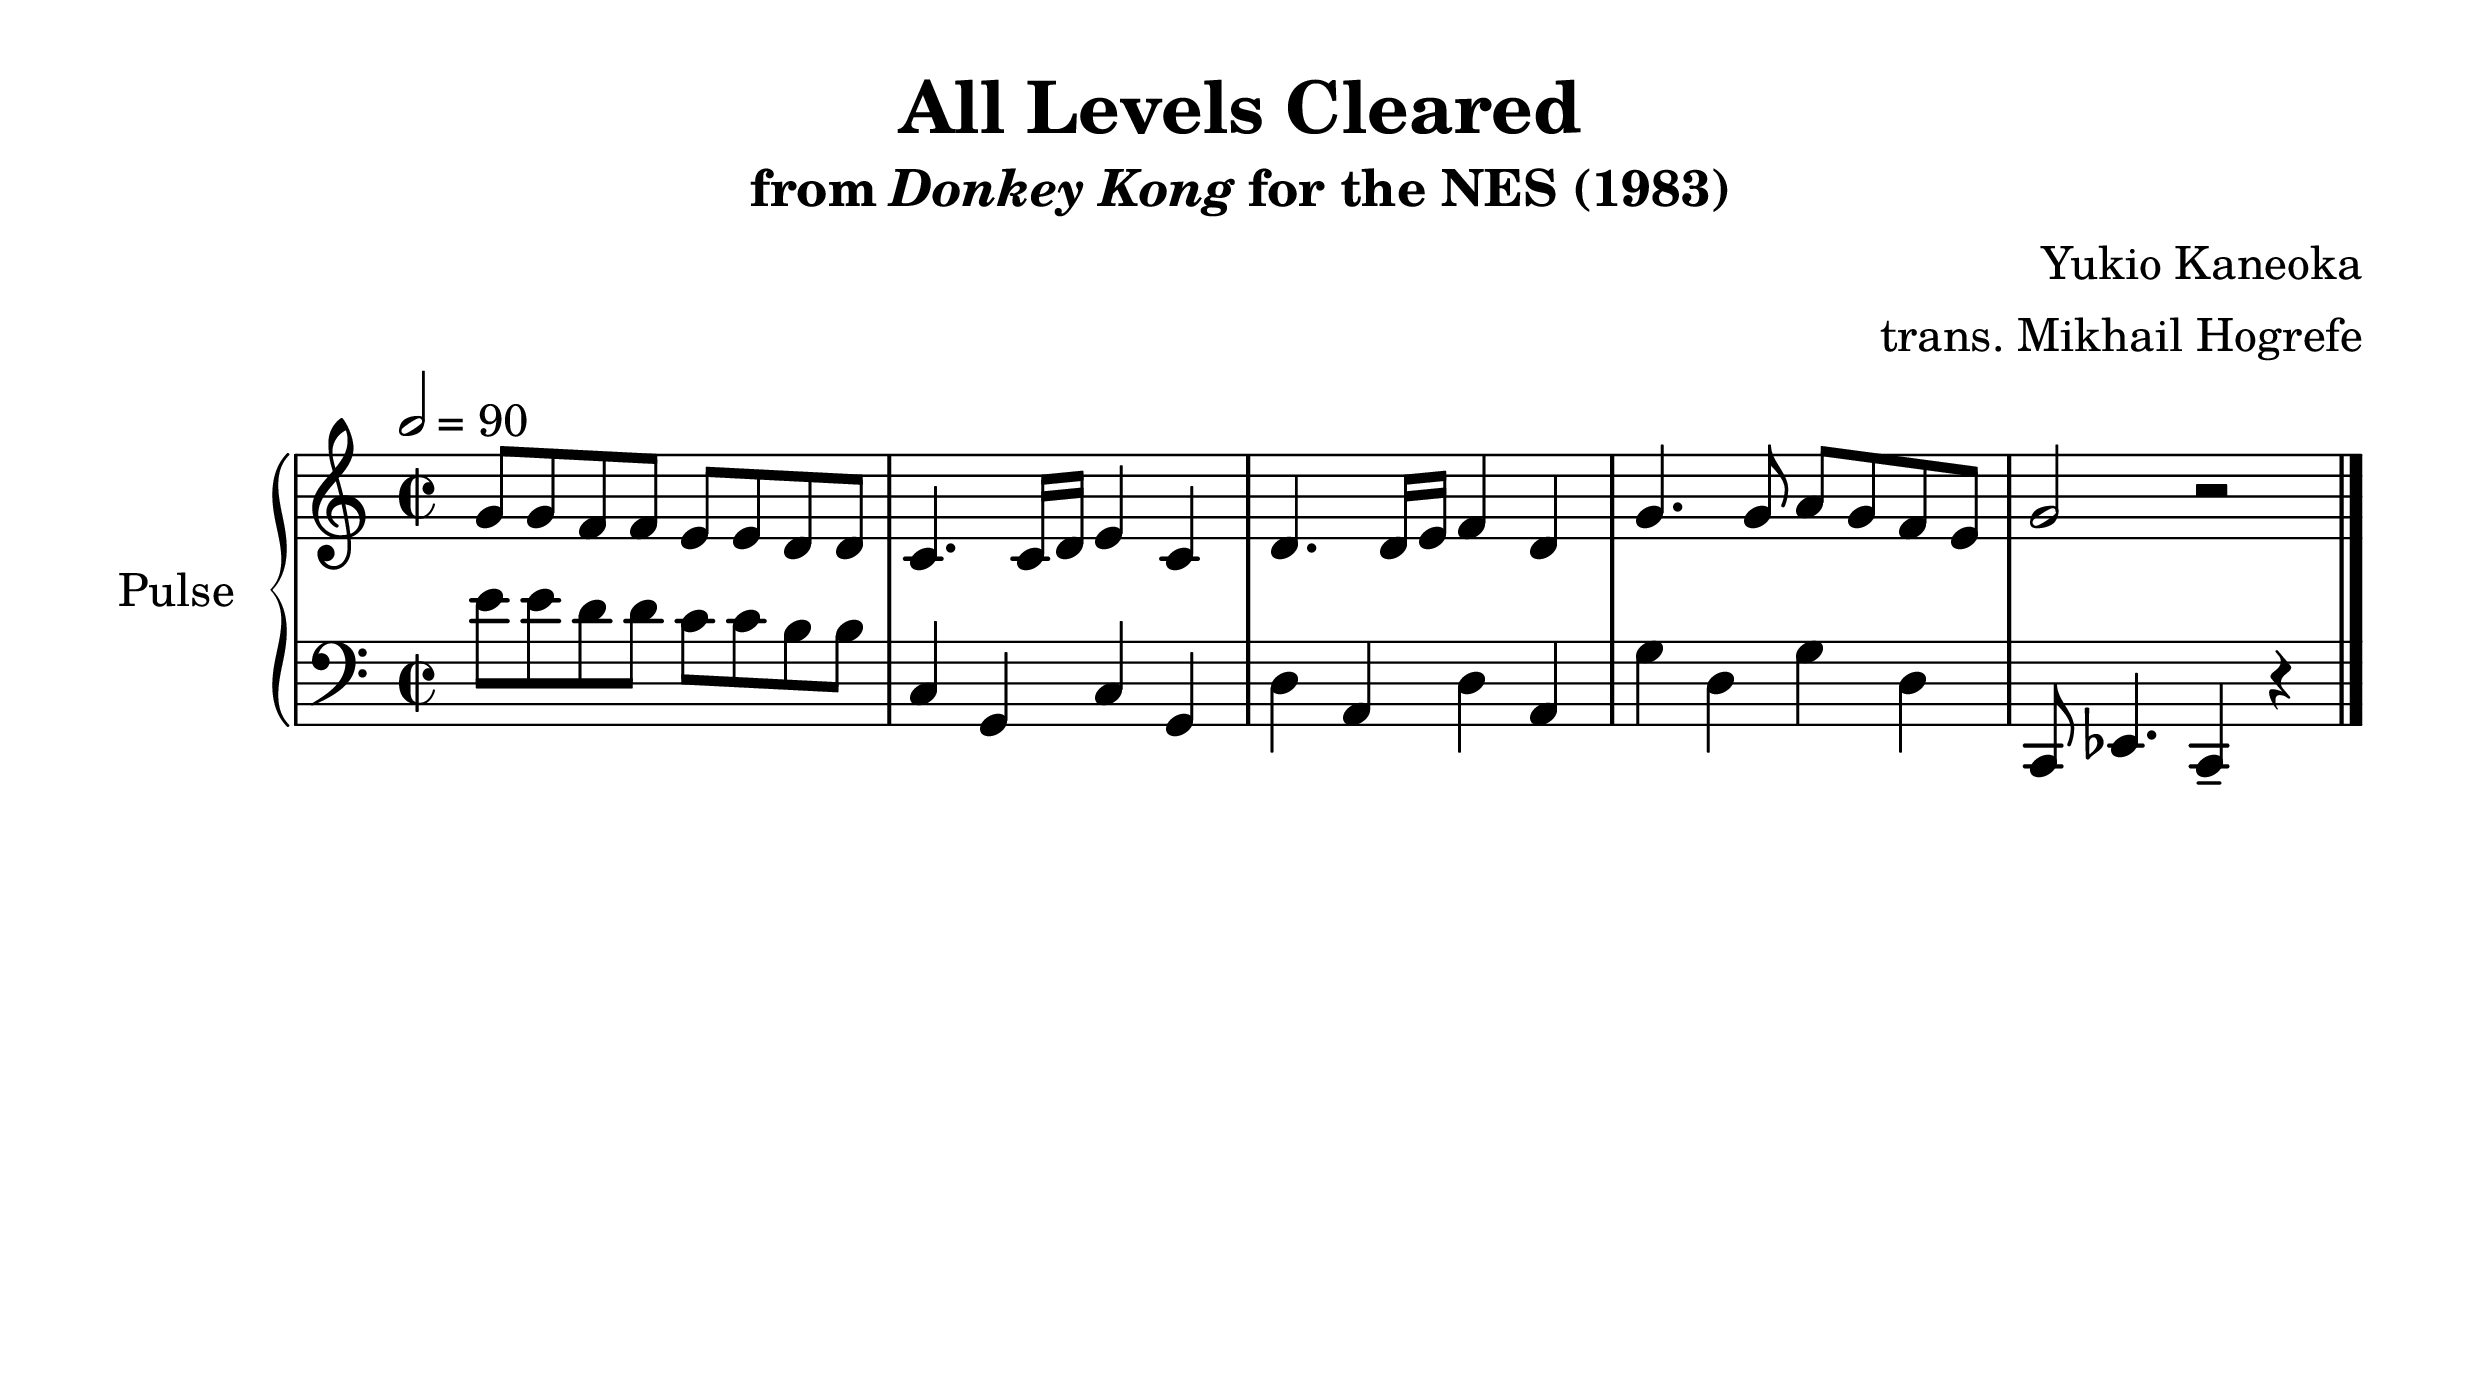 All Levels Cleared
from Donkey Kong for the NES (1983)
Yukio Kaneoka
trans. Mikhail Hogrefe
= 90
Pulse